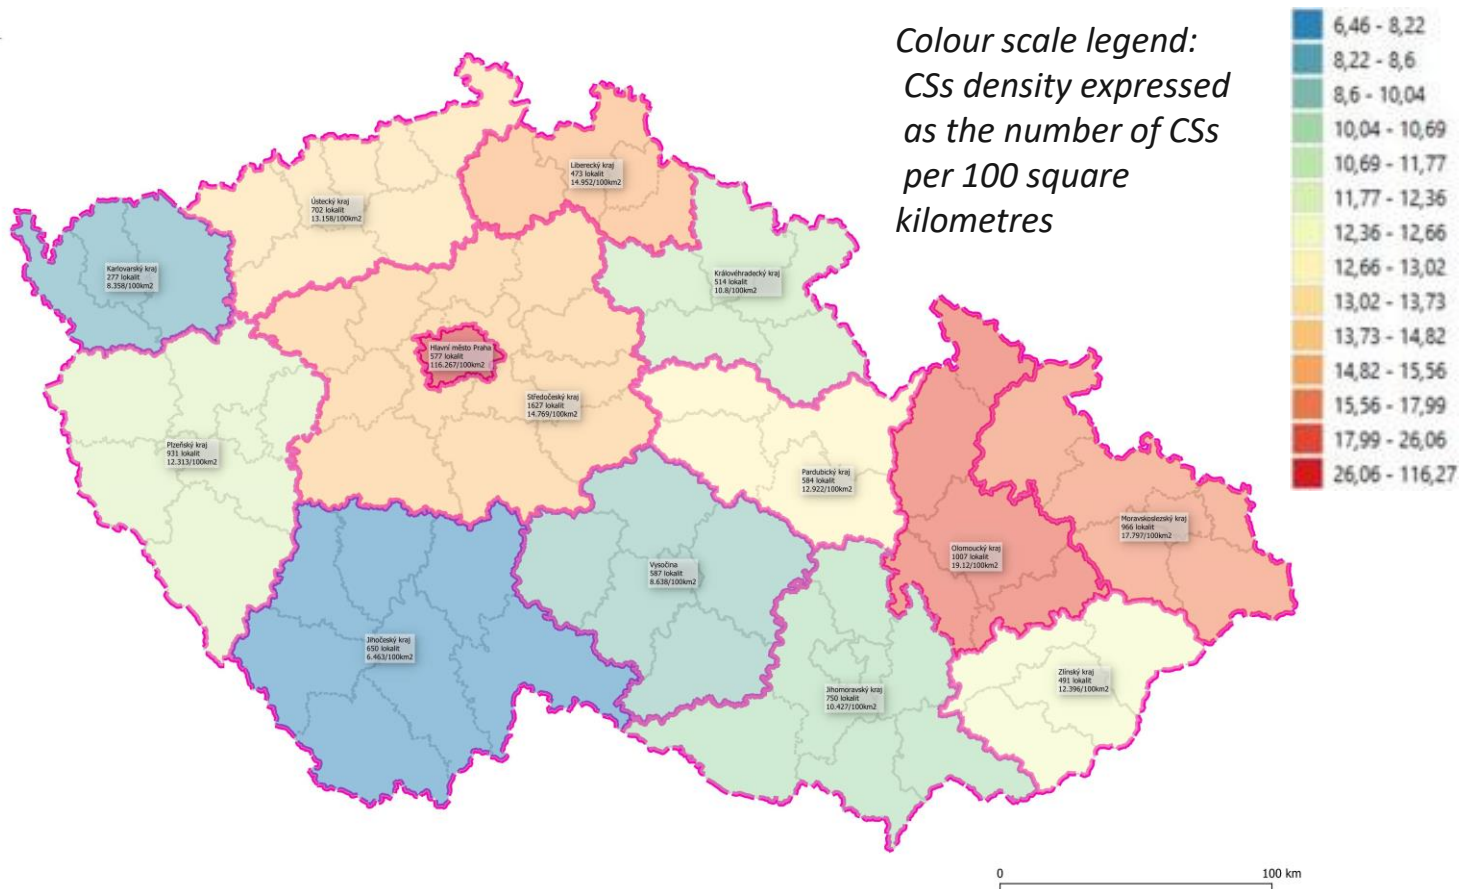 Colour scale legend:
CSs density expressed
as the number of CSs
per 100 square
kilometres
6,46 - 8,22
8,22 - 8,6
8,6 - 10,04
10,04 - 10,69
10,69 - 11,77
11,77 - 12,36
12,36 - 12,66
12,66 - 13,02
13,02 - 13,73
13,73 - 14,82
14,82 - 15,56
15,56 - 17,99
17,99 - 26,06
26,06 - 116,27
Liberecký kraj
473 lokalit
14.952/100km2
Ústecký kraj
702 lokalit
13.158/100km2
Karlovarský kraj
277 lokalit
8.358/100km2
Královéhradecký kraj
514 lokalit
10.8/100km2
Hlavní město Praha
577 lokalit
116.267/100km2
Středočeský kraj
1627 lokalit
14.769/100km2
Plzeňský kraj
931 lokalit
12.313/100km2
Pardubický kraj
584 lokalit
12.922/100km2
Moravskoslezský kraj
966 lokalit
17.797/100km2
Olomoucký kraj
1007 lokalit
19.12/100km2
Vysočina
587 lokalit
8.638/100km2
Jihočeský kraj
650 lokalit
6.463/100km2
Zlínský kraj
491 lokalit
12.396/100km2
Jihomoravský kraj
750 lokalit
10.427/100km2
0 100 km